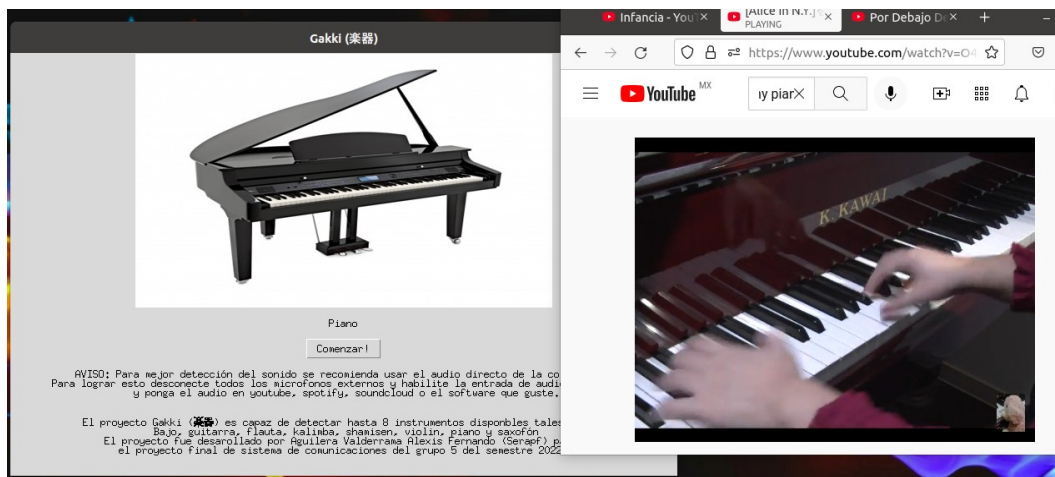 Gakki (楽器)
Piano
Comenzar!
AVISO: Para mejor detección del sonido se recomienda usar el audio directo de la co
Para lograr esto desconecte todos los microfonos externos y habilite la entrada de audi
y ponga el audio en youtube, spotify, soundcloud o el software que guste.
El proyecto Gakki (楽器) es capaz de detectar hasta 8 instrumentos disponbles tales
Bajo, guitarra, flauta, kalimba, shamisen, violin, piano y saxofón
El proyecto fue desarollado por Aguilera Valderrama Alexis Fernando (Serapf) p
el proyecto final de sistema de comunicaciones del grupo 5 del semestre 2022
Infancia - YouT
[Alice in N.Y.]
PLAYING
Por Debajo De
https://www.youtube.com/watch?v=O4
YouTube MX
ny piar
K. KAWAI